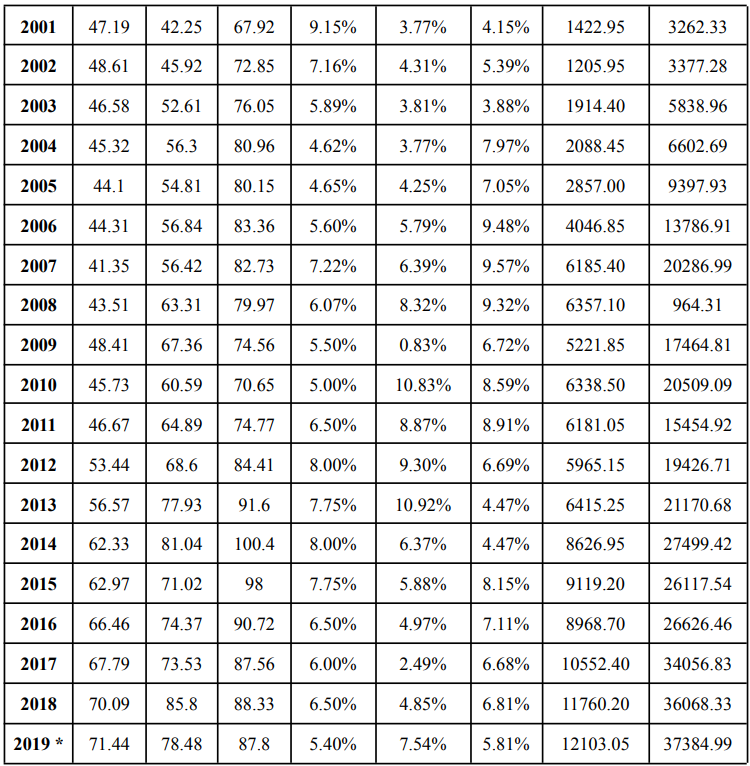 2001 47.19 42.25 67.92 9.15% 3.77% 4.15% 1422.95 3262.33
2002 48.61 45.92 72.85 7.16% 4.31% 5.39% 1205.95 3377.28
2003 46.58 52.61 76.05 5.89% 3.81% 3.88% 1914.40 5838.96
2004 45.32 56.3 80.96 4.62% 3.77% 7.97% 2088.45 6602.69
2005 44.1 54.81 80.15 4.65% 4.25% 7.05% 2857.00 9397.93
2006 44.31 56.84 83.36 5.60% 5.79% 9.48% 4046.85 13786.91
2007 41.35 56.42 82.73 7.22% 6.39% 9.57% 6185.40 20286.99
2008 43.51 63.31 79.97 6.07% 8.32% 9.32% 6357.10 964.31
2009 48.41 67.36 74.56 5.50% 0.83% 6.72% 5221.85 17464.81
2010 45.73 60.59 70.65 5.00% 10.83% 8.59% 6338.50 20509.09
2011 46.67 64.89 74.77 6.50% 8.87% 8.91% 6181.05 15454.92
2012 53.44 68.6 84.41 8.00% 9.30% 6.69% 5965.15 19426.71
2013 56.57 77.93 91.6 7.75% 10.92% 4.47% 6415.25 21170.68
2014 62.33 81.04 100.4 8.00% 6.37% 4.47% 8626.95 27499.42
2015 62.97 71.02 98 7.75% 5.88% 8.15% 9119.20 26117.54
2016 66.46 74.37 90.72 6.50% 4.97% 7.11% 8968.70 26626.46
2017 67.79 73.53 87.56 6.00% 2.49% 6.68% 10552.40 34056.83
2018 70.09 85.8 88.33 6.50% 4.85% 6.81% 11760.20 36068.33
2019 * 71.44 78.48 87.8 5.40% 7.54% 5.81% 12103.05 37384.99